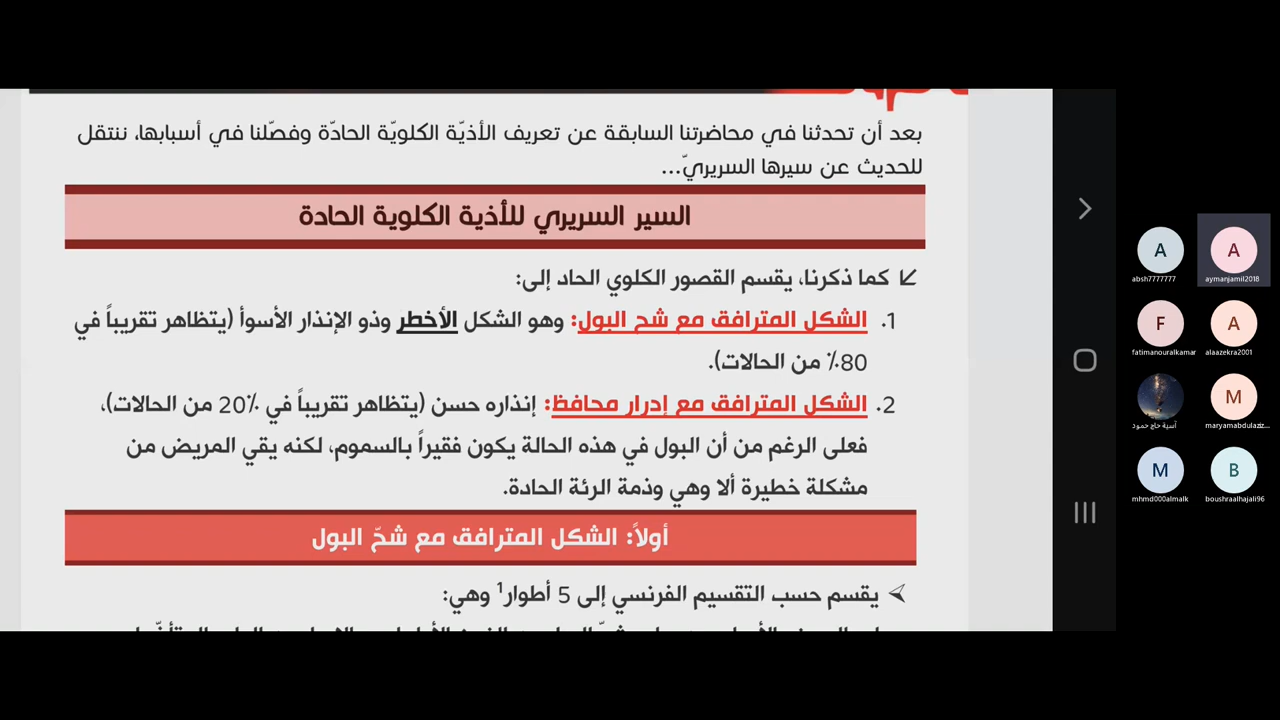 بعد أن تحدثنا في محاضرتنا السابقة عن تعريف الأذيّة الكلويّة الحادّة وفصّلنا في أسبابها، ننتقل
للحديث عن سيرها السريريّ...
السير السريري للأذية الكلوية الحادة
كما ذكرنا، يقسم القصور الكلوي الحاد إلى:
1. الشكل المترافق مع شح البول: وهو الشكل الأخطر وذو الإنذار الأسوأ (يتظاهر تقريباً في
80٪ من الحالات).
2. الشكل المترافق مع إدرار محافظ: إنذاره حسن (يتظاهر تقريباً في 20٪ من الحالات)،
فعلى الرغم من أن البول في هذه الحالة يكون فقيراً بالسموم، لكنه يقي المريض من
مشكلة خطيرة ألا وهي وذمة الرئة الحادة.
أولاً: الشكل المترافق مع شحّ البول
يقسم حسب التقسيم الفرنسي إلى 5 أطوار1 وهي:
A A
absh7777777 aymanjamil2018
F A
fatimanouralkamar alaazekra2001
M
آسية حاج حمود maryamabdulaziz...
M B
mhmd000almalk boushraalhajali96